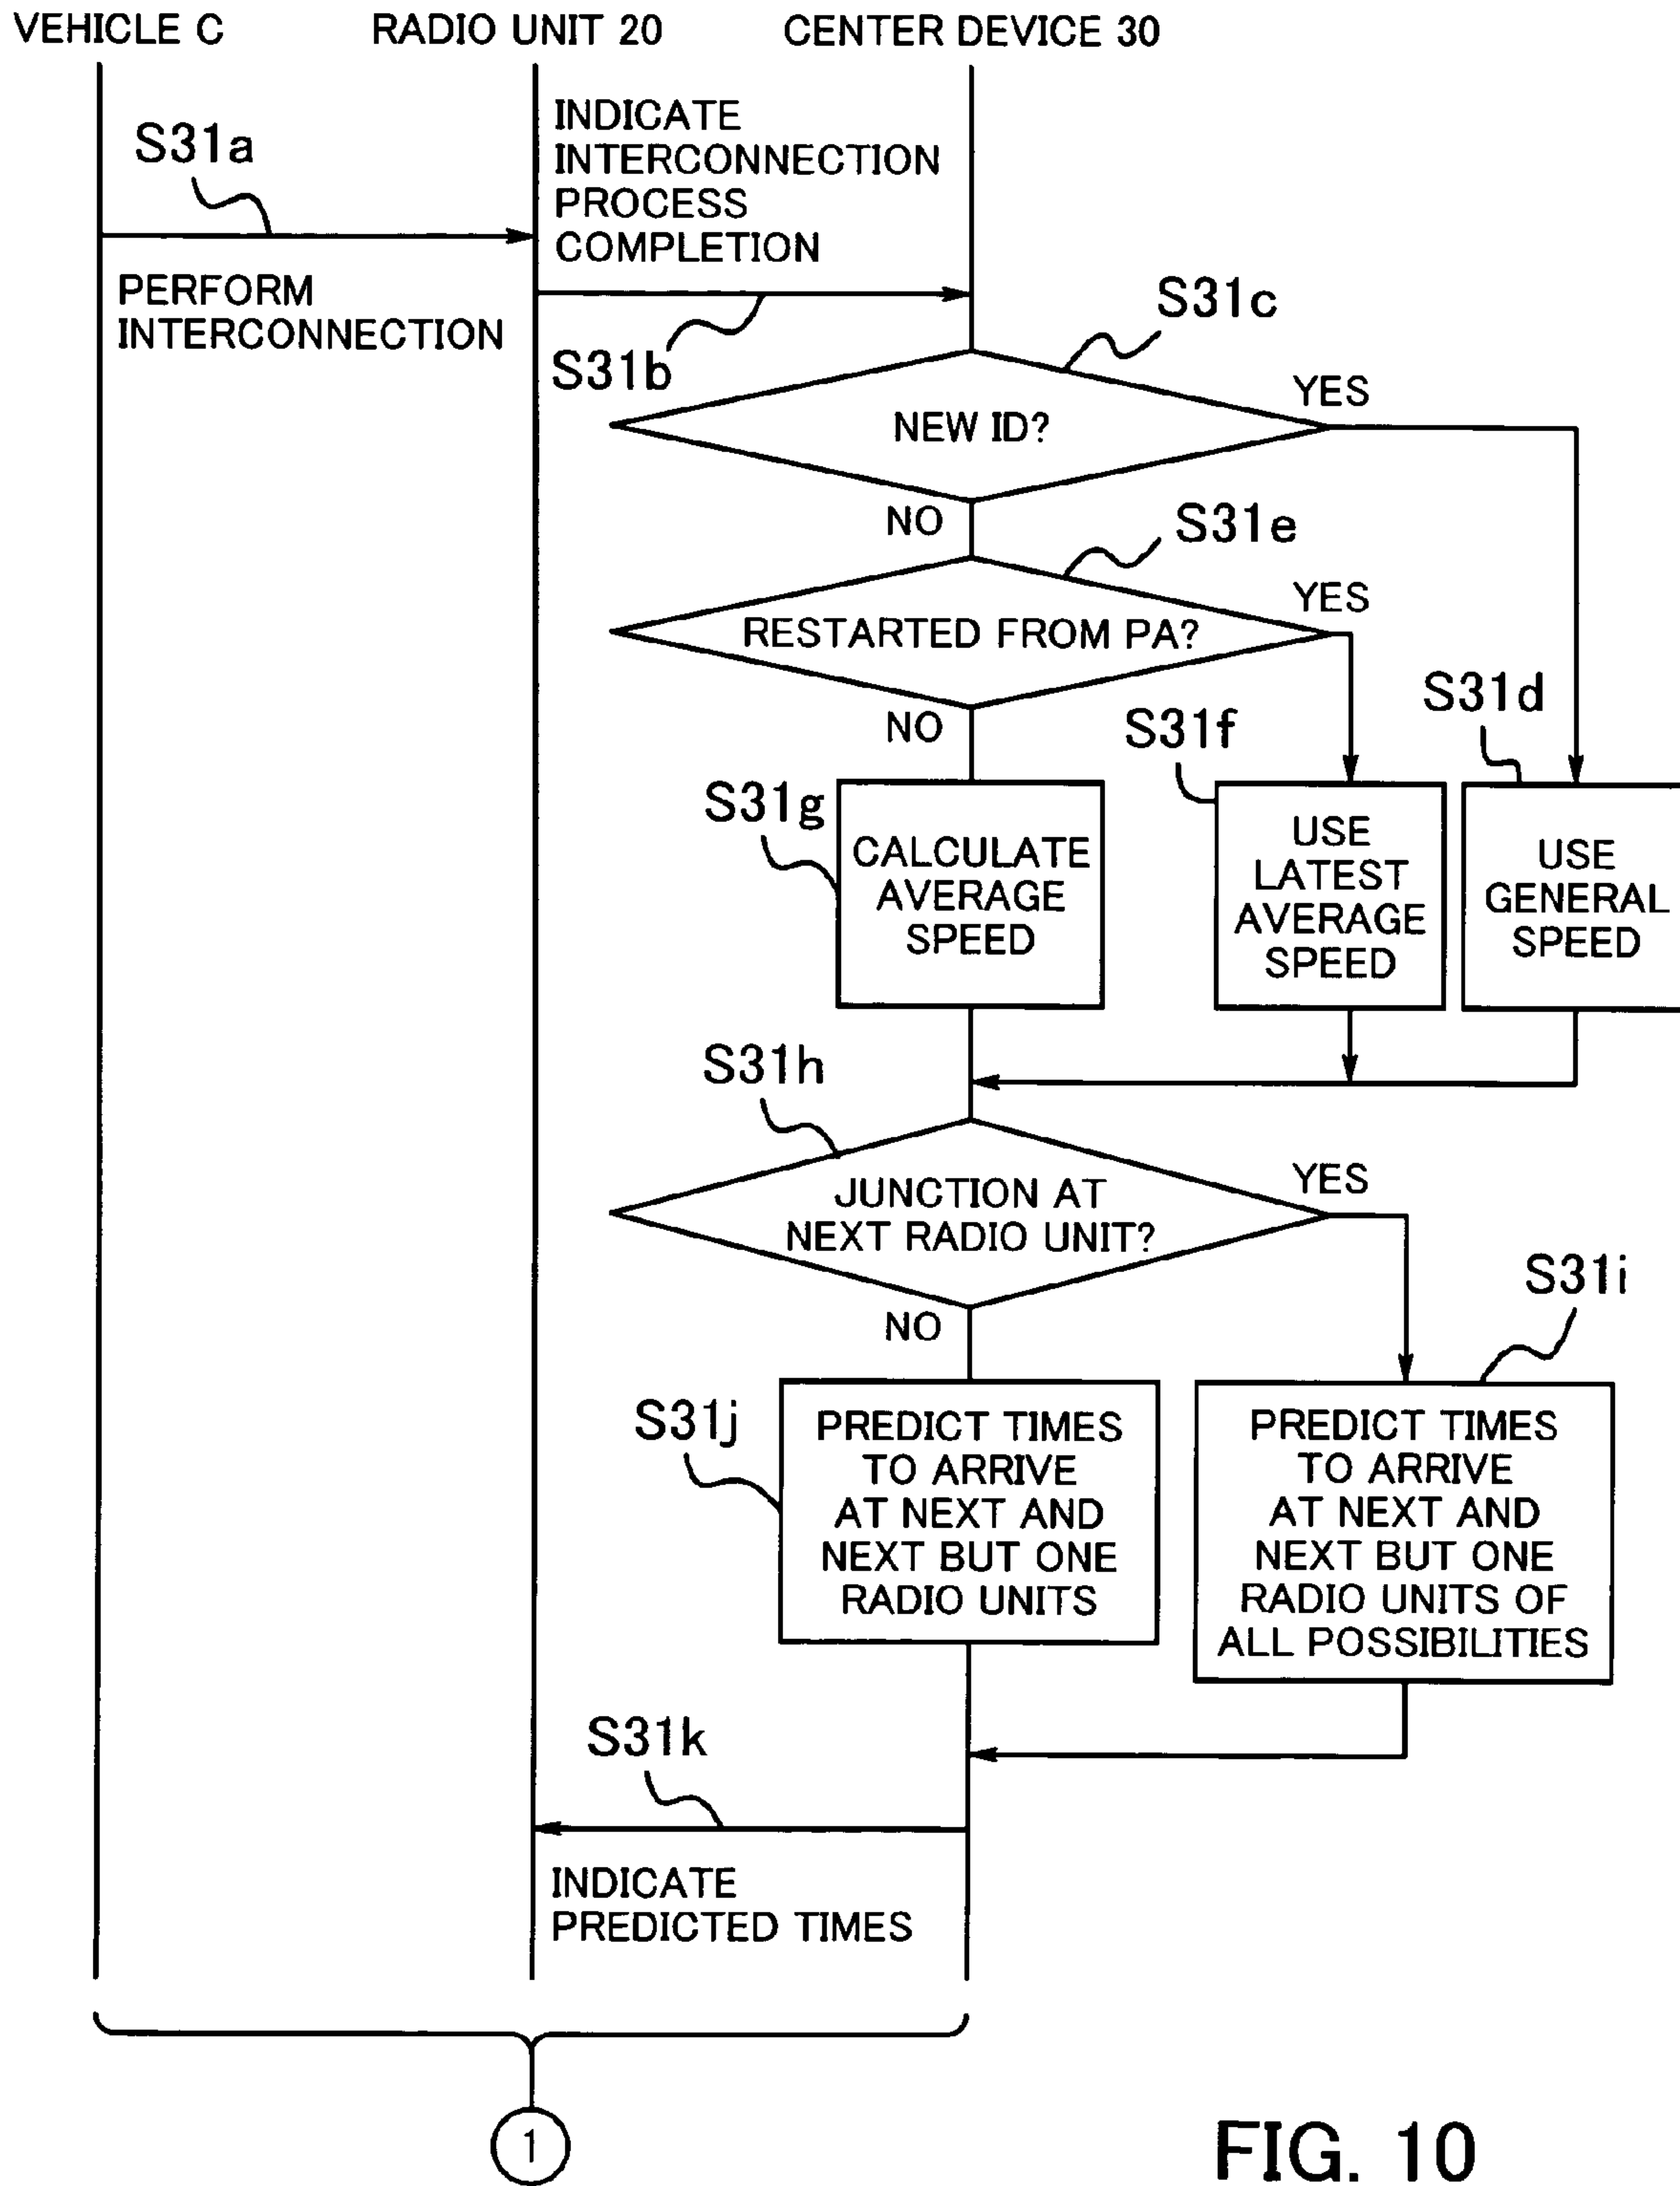 VEHICLE C
RADIO UNIT 20
CENTER DEVICE 30
INDICATE
INTERCONNECTION
PROCESS
COMPLETION
S31a
PERFORM
INTERCONNECTION
S31b
S31c
NEW ID?
YES
NO
S31e
RESTARTED FROM PA?
YES
NO
S31g
CALCULATE
AVERAGE
SPEED
S31f
USE
LATEST
AVERAGE
SPEED
S31d
USE
GENERAL
SPEED
S31h
JUNCTION AT
NEXT RADIO UNIT?
YES
NO
S31j
PREDICT TIMES
TO ARRIVE
AT NEXT AND
NEXT BUT ONE
RADIO UNITS
S31i
PREDICT TIMES
TO ARRIVE
AT NEXT AND
NEXT BUT ONE
RADIO UNITS OF
ALL POSSIBILITIES
S31k
INDICATE
PREDICTED TIMES
1
FIG. 10